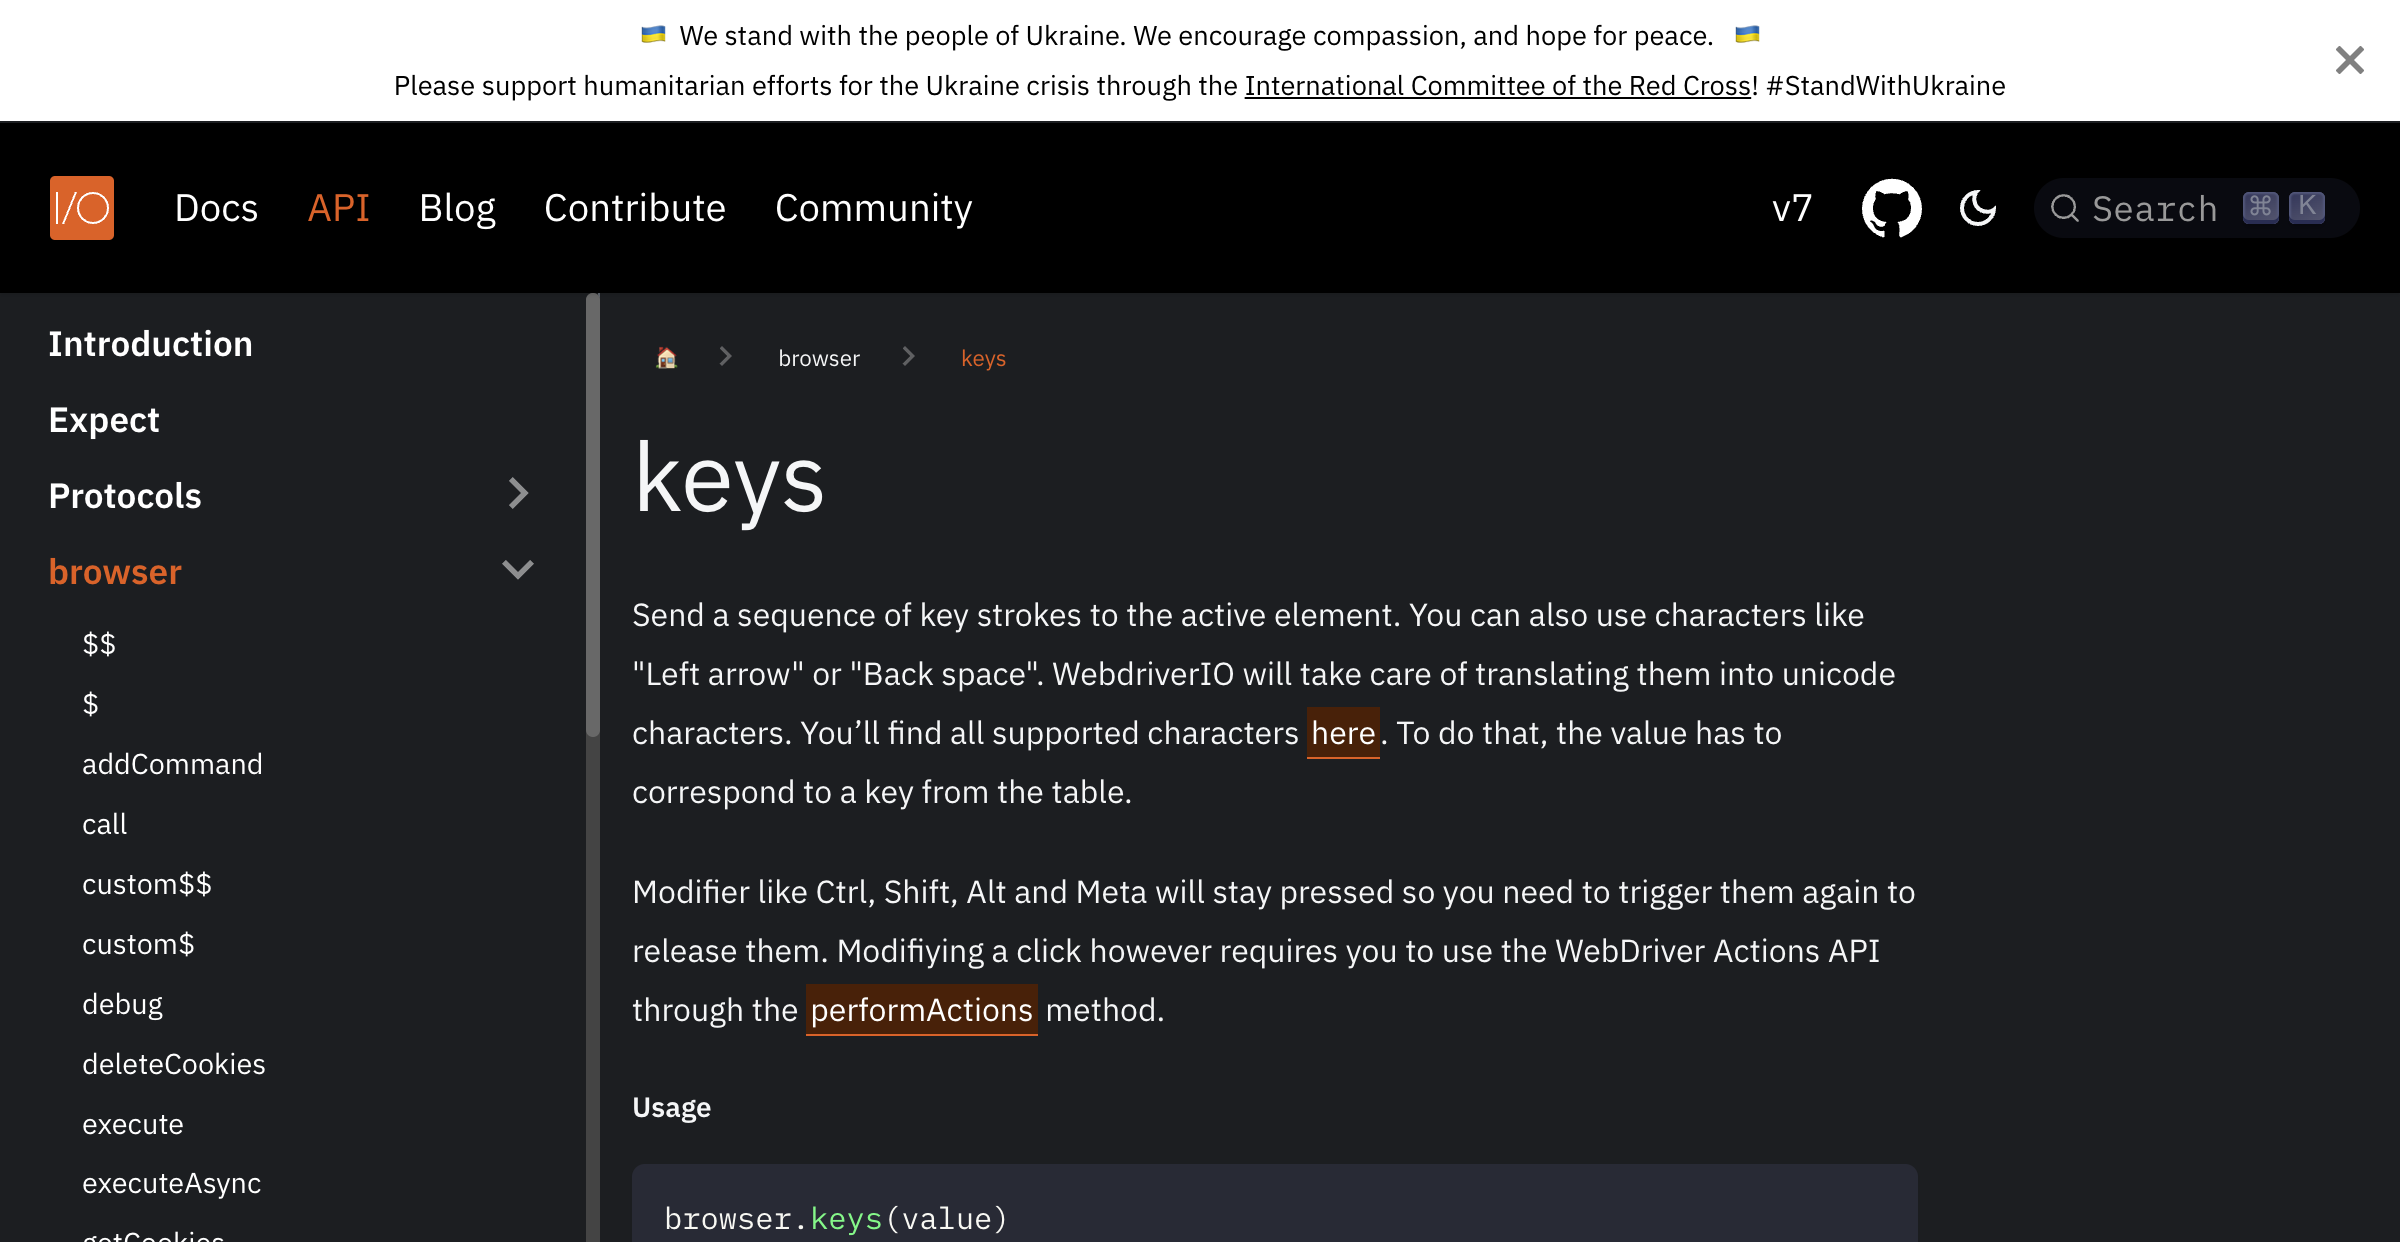 We stand with the people of Ukraine. We encourage compassion, and hope for peace.
Please support humanitarian efforts for the Ukraine crisis through the International Committee of the Red Cross! #StandWithUkraine
I/O Docs API Blog Contribute Community v7 Search ⌘ K
Introduction
Expect
Protocols
browser
$$
$
addCommand
call
custom$$
custom$
debug
deleteCookies
execute
executeAsync
getCookies
browser keys
keys
Send a sequence of key strokes to the active element. You can also use characters like
"Left arrow" or "Back space". WebdriverIO will take care of translating them into unicode
characters. You’ll find all supported characters here. To do that, the value has to
correspond to a key from the table.
Modifier like Ctrl, Shift, Alt and Meta will stay pressed so you need to trigger them again to
release them. Modifiying a click however requires you to use the WebDriver Actions API
through the performActions method.
Usage
browser.keys(value)